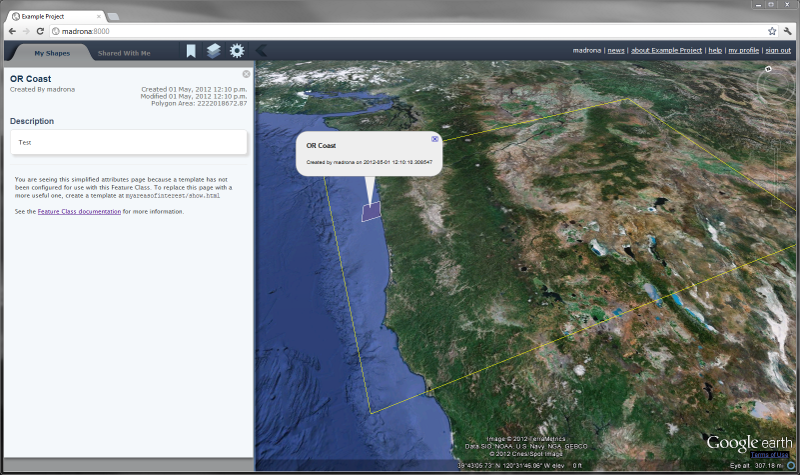 Example Project
madrona:8000
My Shapes
Shared With Me
madrona | news | about Example Project | help | my profile | sign out
OR Coast
Created By madrona
Created 01 May, 2012 12:10 p.m.
Modified 01 May, 2012 12:10 p.m.
Polygon Area: 2222018672.87
Description
Test
You are seeing this simplified attributes page because a template has not
been configured for use with this Feature Class. To replace this page with a
more useful one, create a template at myareasofinterest/show.html
See the Feature Class documentation for more information.
OR Coast
Created by madrona on 2012-05-01 12:10:18.308547
Image © 2012 TerraMetrics
Data SIO, NOAA, U.S. Navy, NGA, GEBCO
© 2012 Cnes/Spot Image
Google earth
Terms of Use
39°43'05.73" N 120°31'46.06" W elev 0 ft
Eye alt 307.18 mi